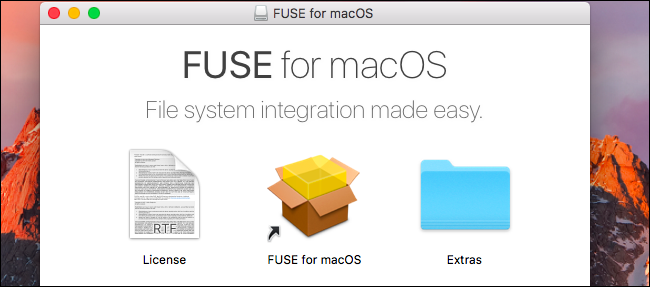 FUSE for macOS
FUSE for macOS
File system integration made easy.
RTF
License
FUSE for macOS
Extras